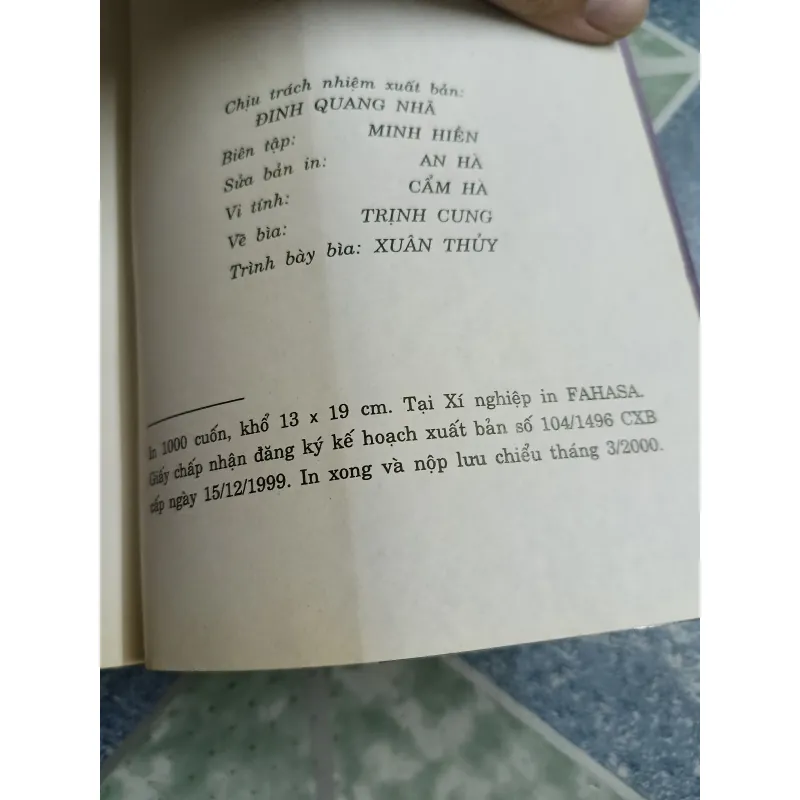 Chịu trách nhiệm xuất bản:
ĐINH QUANG NHÃ
Biên tập: MINH HIỀN
Sửa bản in: AN HÀ
Vi tính: CẨM HÀ
Vẽ bìa: TRỊNH CUNG
Trình bày bìa: XUÂN THỦY
In 1000 cuốn, khổ 13 x 19 cm. Tại Xí nghiệp in FAHASA.
Giấy chấp nhận đăng ký kế hoạch xuất bản số 104/1496 CXB
cấp ngày 15/12/1999. In xong và nộp lưu chiểu tháng 3/2000.